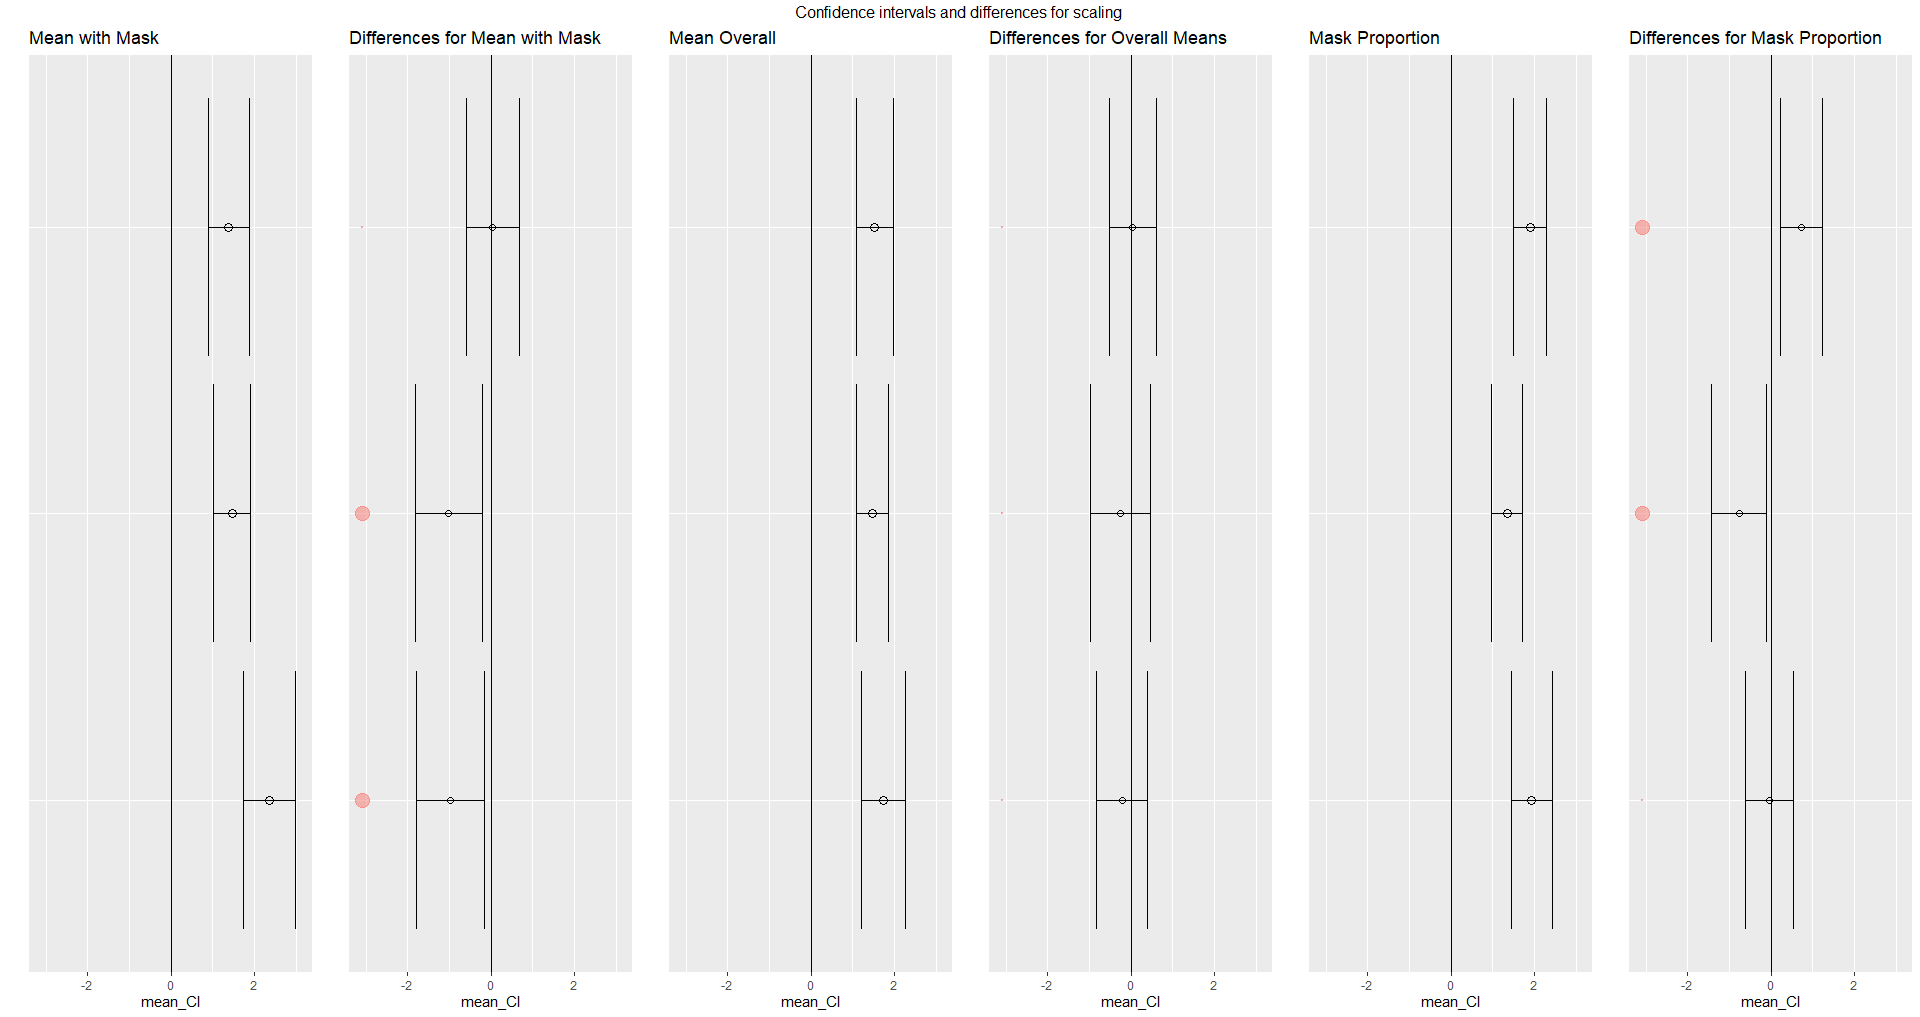 Confidence intervals and differences for scaling
Mean with Mask
Differences for Mean with Mask
Mean Overall
Differences for Overall Means
Mask Proportion
Differences for Mask Proportion
-2 0 2
-2 0 2
-2 0 2
-2 0 2
-2 0 2
-2 0 2
mean_CI
mean_CI
mean_CI
mean_CI
mean_CI
mean_CI